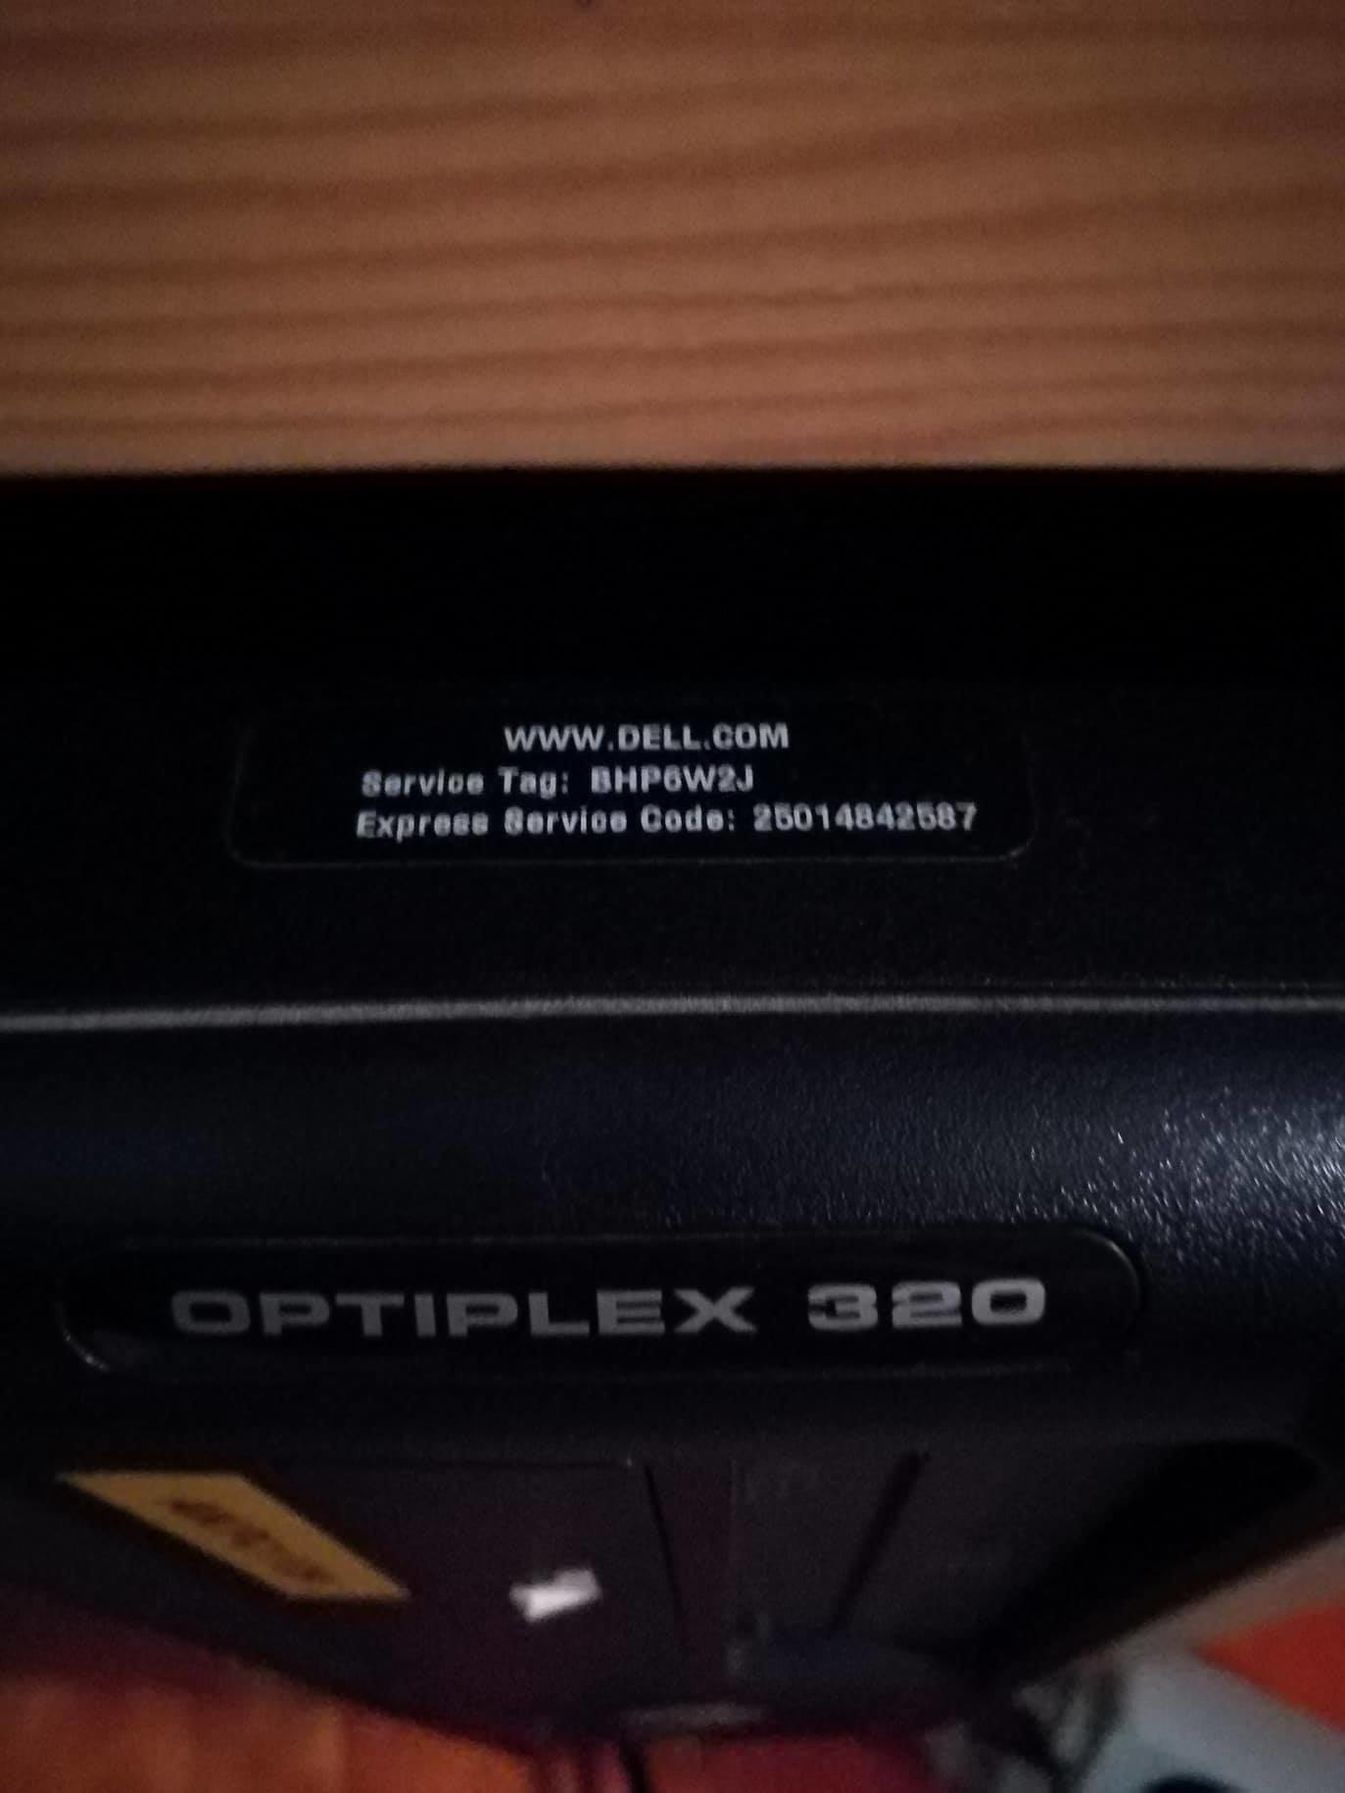 WWW.DELL.COM
Service Tag: BHP6W2J
Express Service Code: 25014842587
OPTIPLEX 320